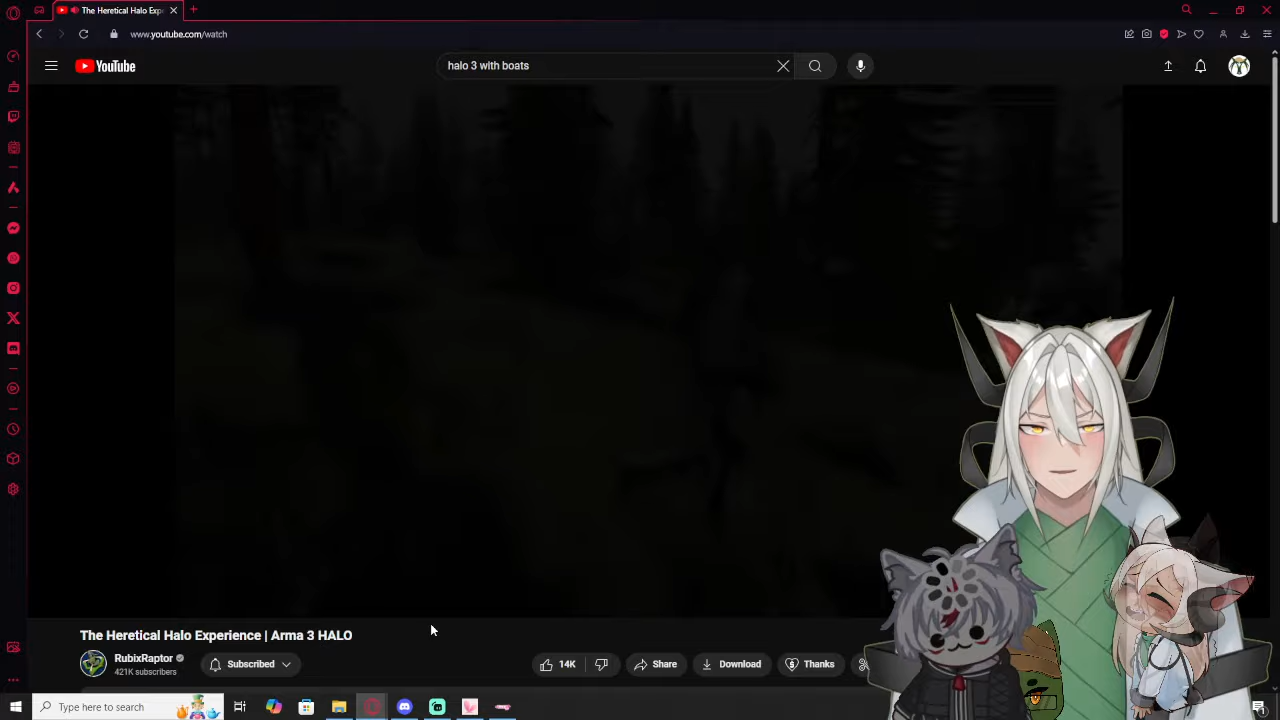 The Heretical Halo Expe
www.youtube.com/watch
YouTube
halo 3 with boats
The Heretical Halo Experience | Arma 3 HALO
RubixRaptor
421K subscribers
Subscribed
14K
Share
Download
Thanks
Type here to search